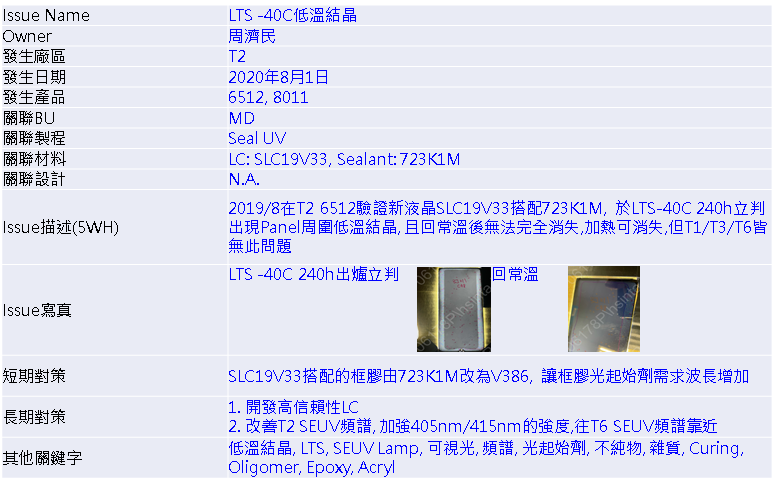 Issue Name LTS -40C低溫結晶
Owner 周濟民
發生廠區 T2
發生日期 2020年8月1日
發生產品 6512, 8011
關聯BU MD
關聯製程 Seal UV
關聯材料 LC: SLC19V33, Sealant: 723K1M
關聯設計 N.A.
Issue描述(5WH) 2019/8在T2 6512驗證新液晶SLC19V33搭配723K1M, 於LTS-40C 240h立判
出現Panel周圍低溫結晶,且回常溫後無法完全消失,加熱可消失,但T1/T3/T6皆
無此問題
Issue寫真 LTS -40C 240h出爐立判 回常溫
短期對策 SLC19V33搭配的框膠由723K1M改為V386, 讓框膠光起始劑需求波長增加
長期對策 1. 開發高信賴性LC
2. 改善T2 SEUV頻譜, 加強405nm/415nm的強度,往T6 SEUV頻譜靠近
其他關鍵字 低溫結晶, LTS, SEUV Lamp, 可視光, 頻譜, 光起始劑, 不純物, 雜質, Curing,
Oligomer, Epoxy, Acryl